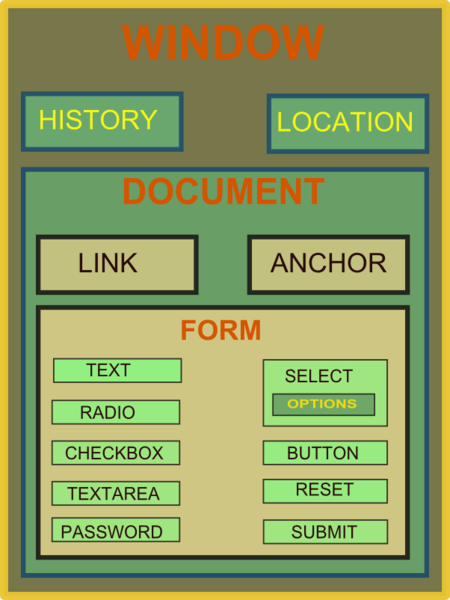 WINDOW
HISTORY
LOCATION
DOCUMENT
LINK
ANCHOR
FORM
TEXT
RADIO
CHECKBOX
TEXTAREA
PASSWORD
SELECT
OPTIONS
BUTTON
RESET
SUBMIT